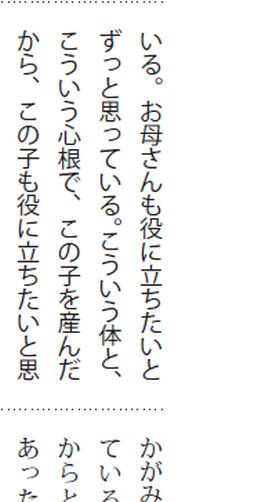 いる。お母さんも役に立ちたいと
ずっと思っている。こういう体と、
こういう心根で、この子を産んだ
から、この子も役に立ちたいと思
かがみ
ている
からと
あった